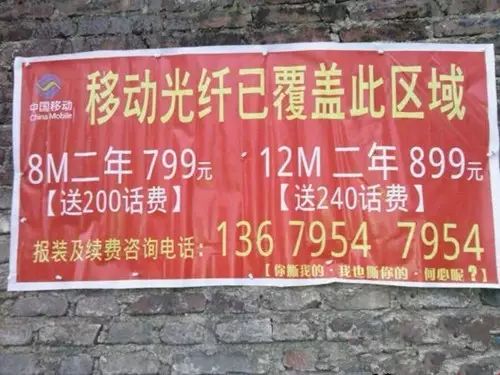 中国移动
China Mobile
移动光纤已覆盖此区域
8M二年 799元
12M 二年 899元
【送200话费】
【送240话费】
报装及续费咨询电话：136 7954 7954
【你撕我的·我也撕你的·何必呢？】